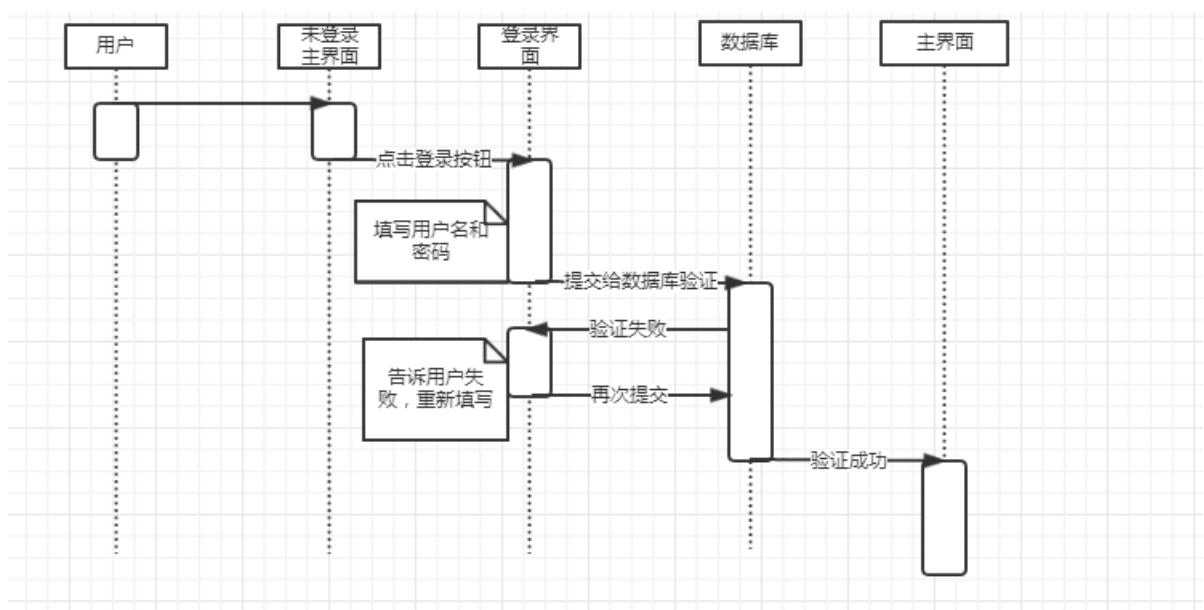 用户
未登录
主界面
登录界
面
数据库
主界面
点击登录按钮
填写用户名和
密码
提交给数据库验证
验证失败
告诉用户失
败，重新填写
再次提交
验证成功